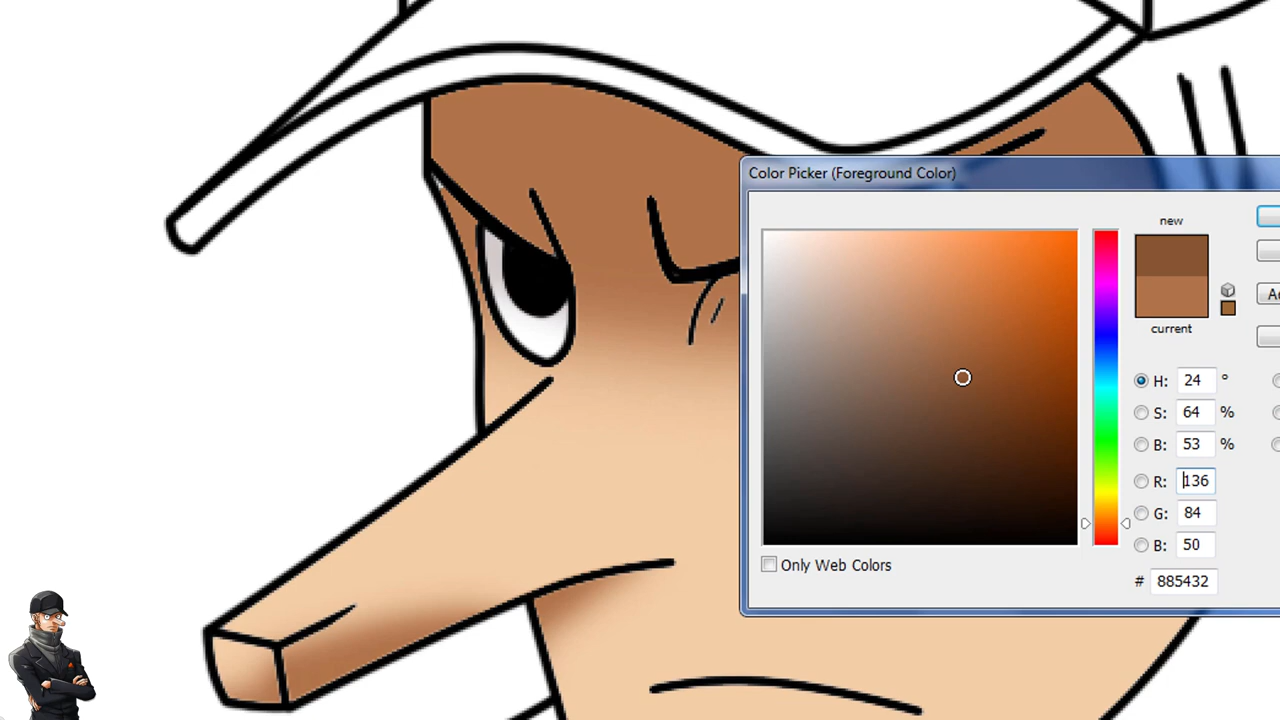 Color Picker (Foreground Color)
new
current
H: 24 °
S: 64 %
B: 53 %
R: 136
G: 84
B: 50
Only Web Colors
# 885432